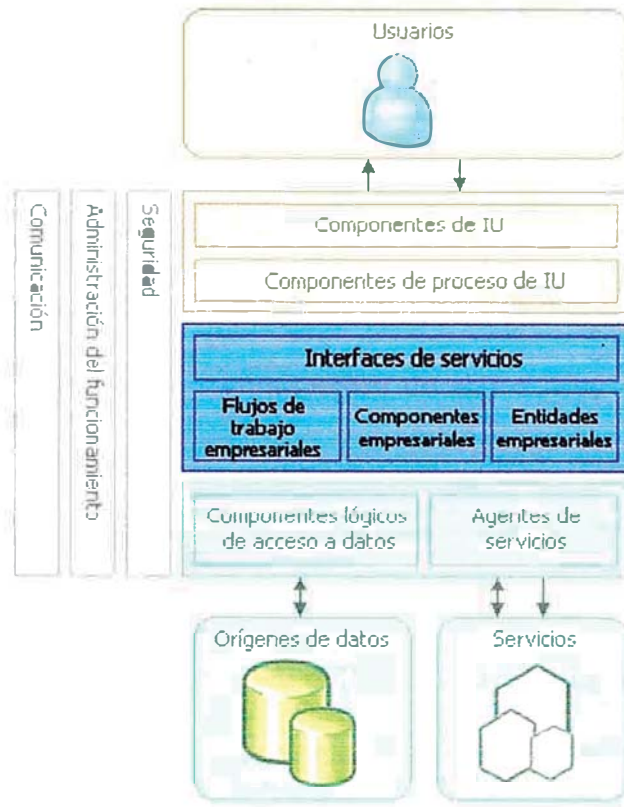 Usuarios
Comunicación
Administración del funcionamiento
Seguridad
Componentes de IU
Componentes de proceso de IU
Interfaces de servicios
Flujos de
trabajo
empresariales
Componentes
empresariales
Entidades
empresariales
Componentes lógicos
de acceso a datos
Agentes de
servicios
Orígenes de datos
Servicios